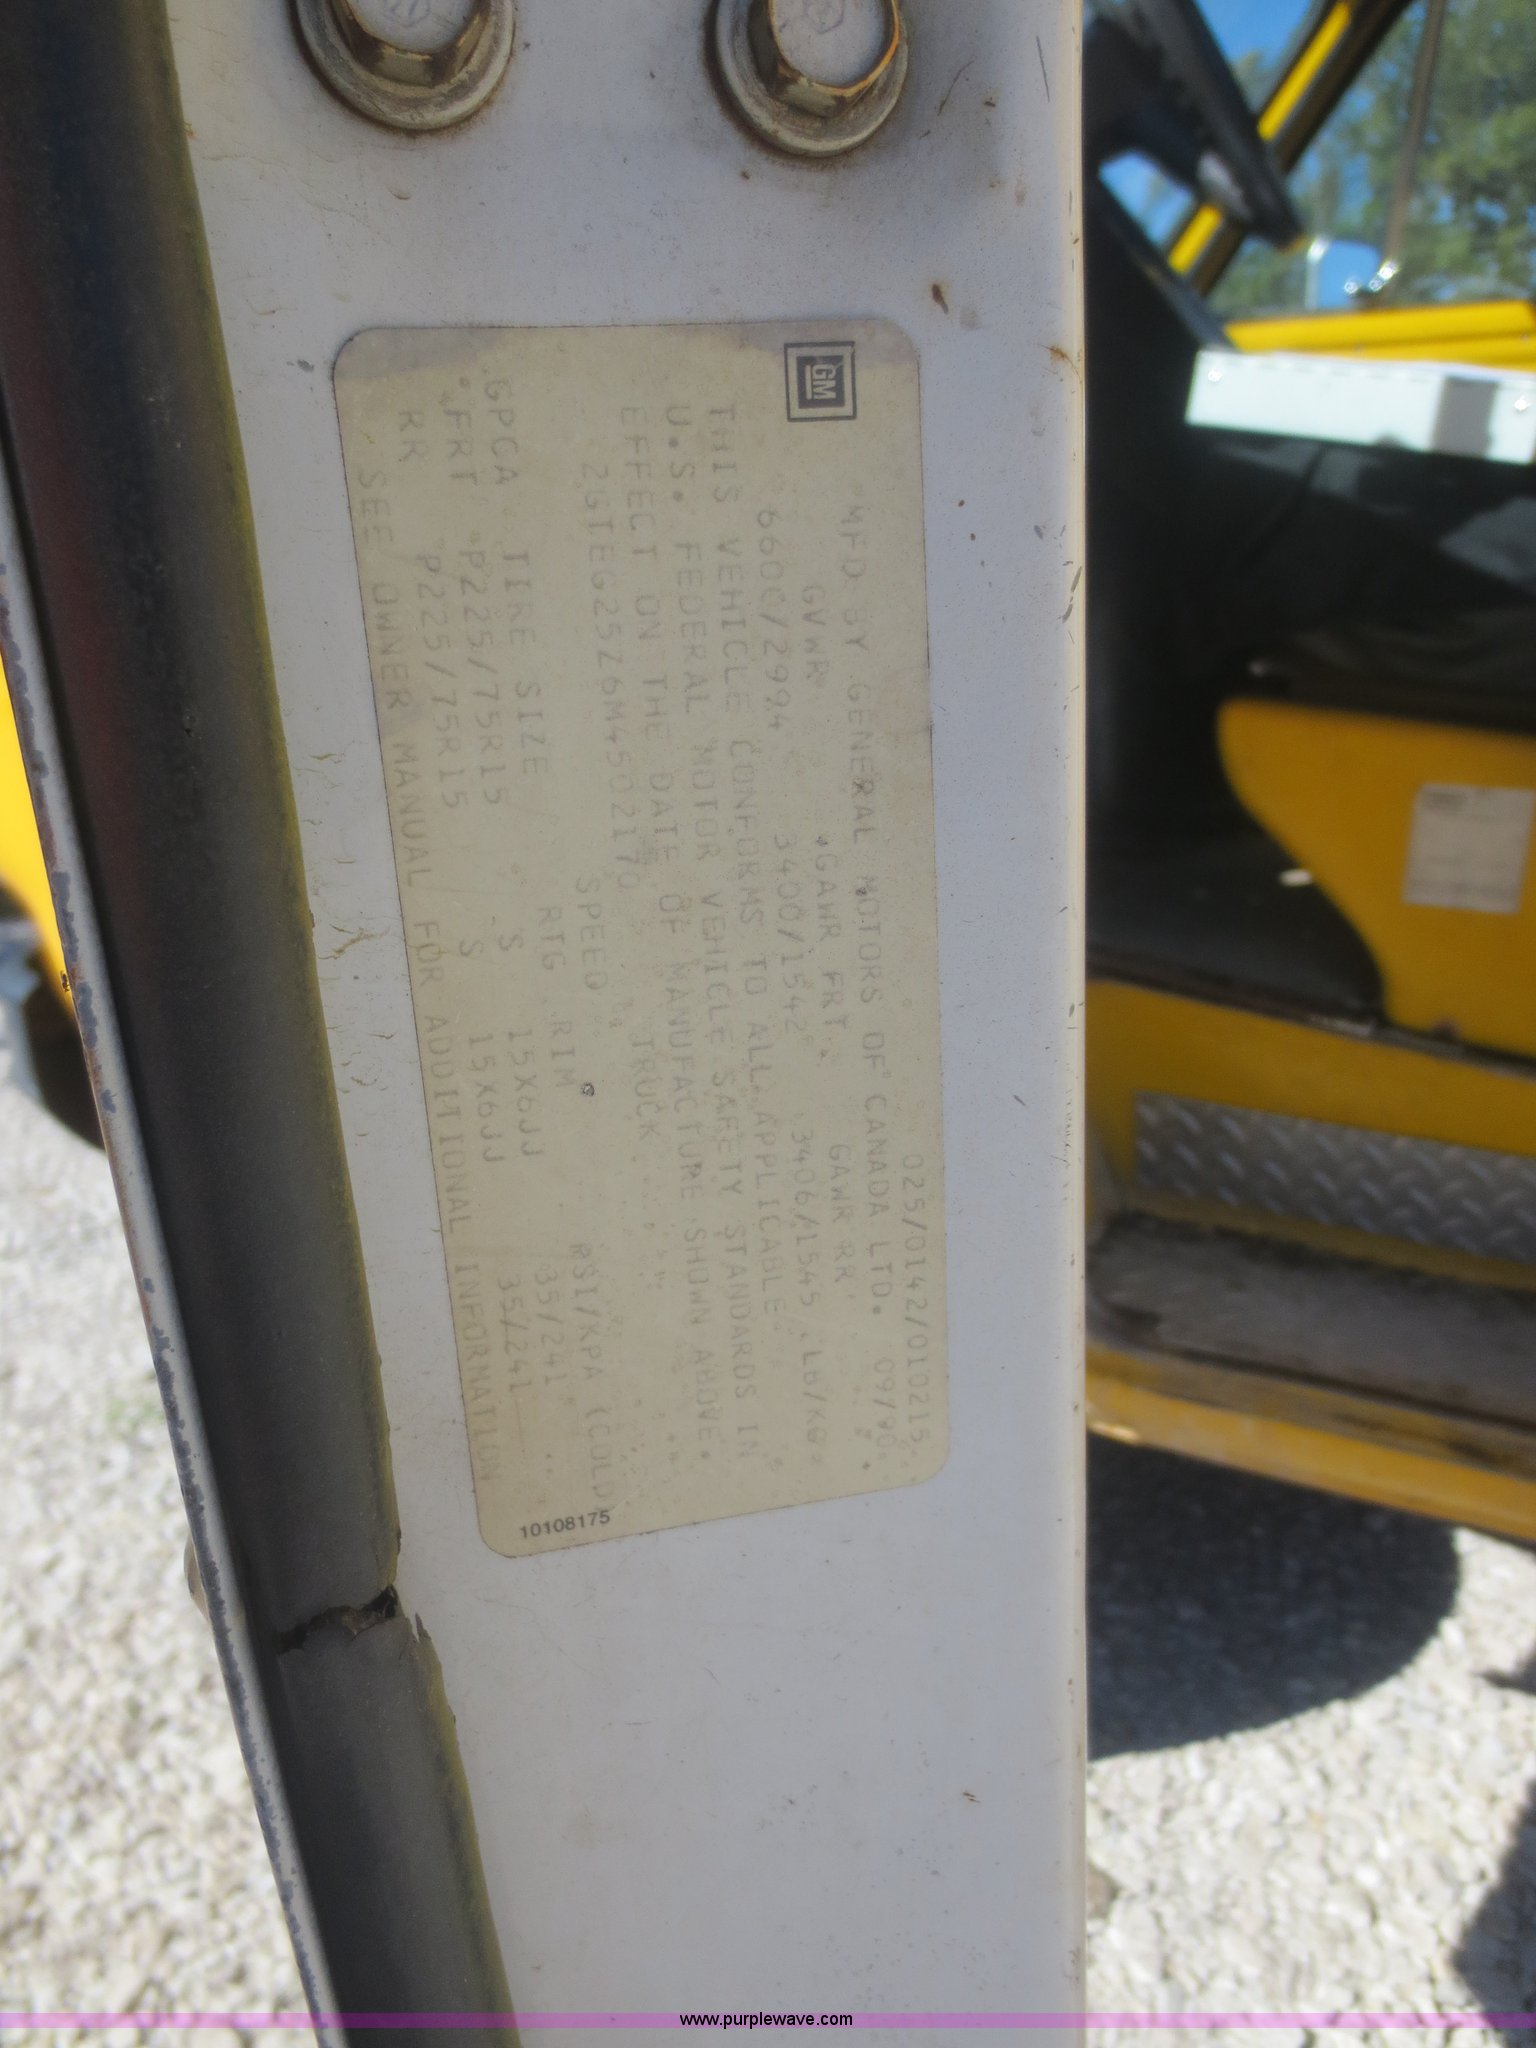 GM
025/0142/010215
MFD BY GENERAL MOTORS OF CANADA LTD. 09/90
GVWR GAWR FRT GAWR RR
6600/2994 3400/1542 3406/1545 LB/KG
THIS VEHICLE CONFORMS TO ALL APPLICABLE
U.S. FEDERAL MOTOR VEHICLE SAFETY STANDARDS IN
EFFECT ON THE DATE OF MANUFACTURE SHOWN ABOVE.
2GTEG25Z6M4502170 TRUCK
SPEED
GPCA TIRE SIZE RTG RIM PSI/KPA (COLD)
FRT P225/75R15 S 15X6JJ 35/241
RR P225/75R15 S 15X6JJ 35/241
SEE OWNER MANUAL FOR ADDITIONAL INFORMATION
10108175
www.purplewave.com